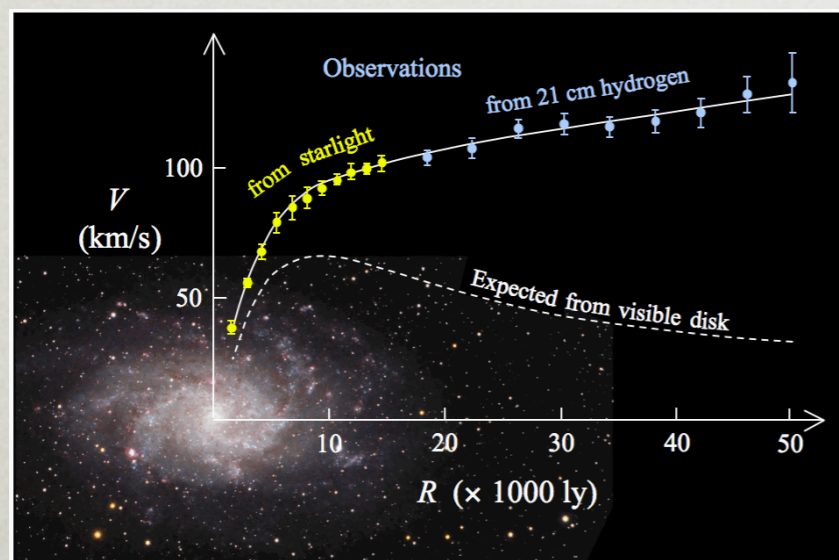 Observations
from starlight
from 21 cm hydrogen
100
V
(km/s)
50
Expected from visible disk
10
20
30
40
50
R (× 1000 ly)